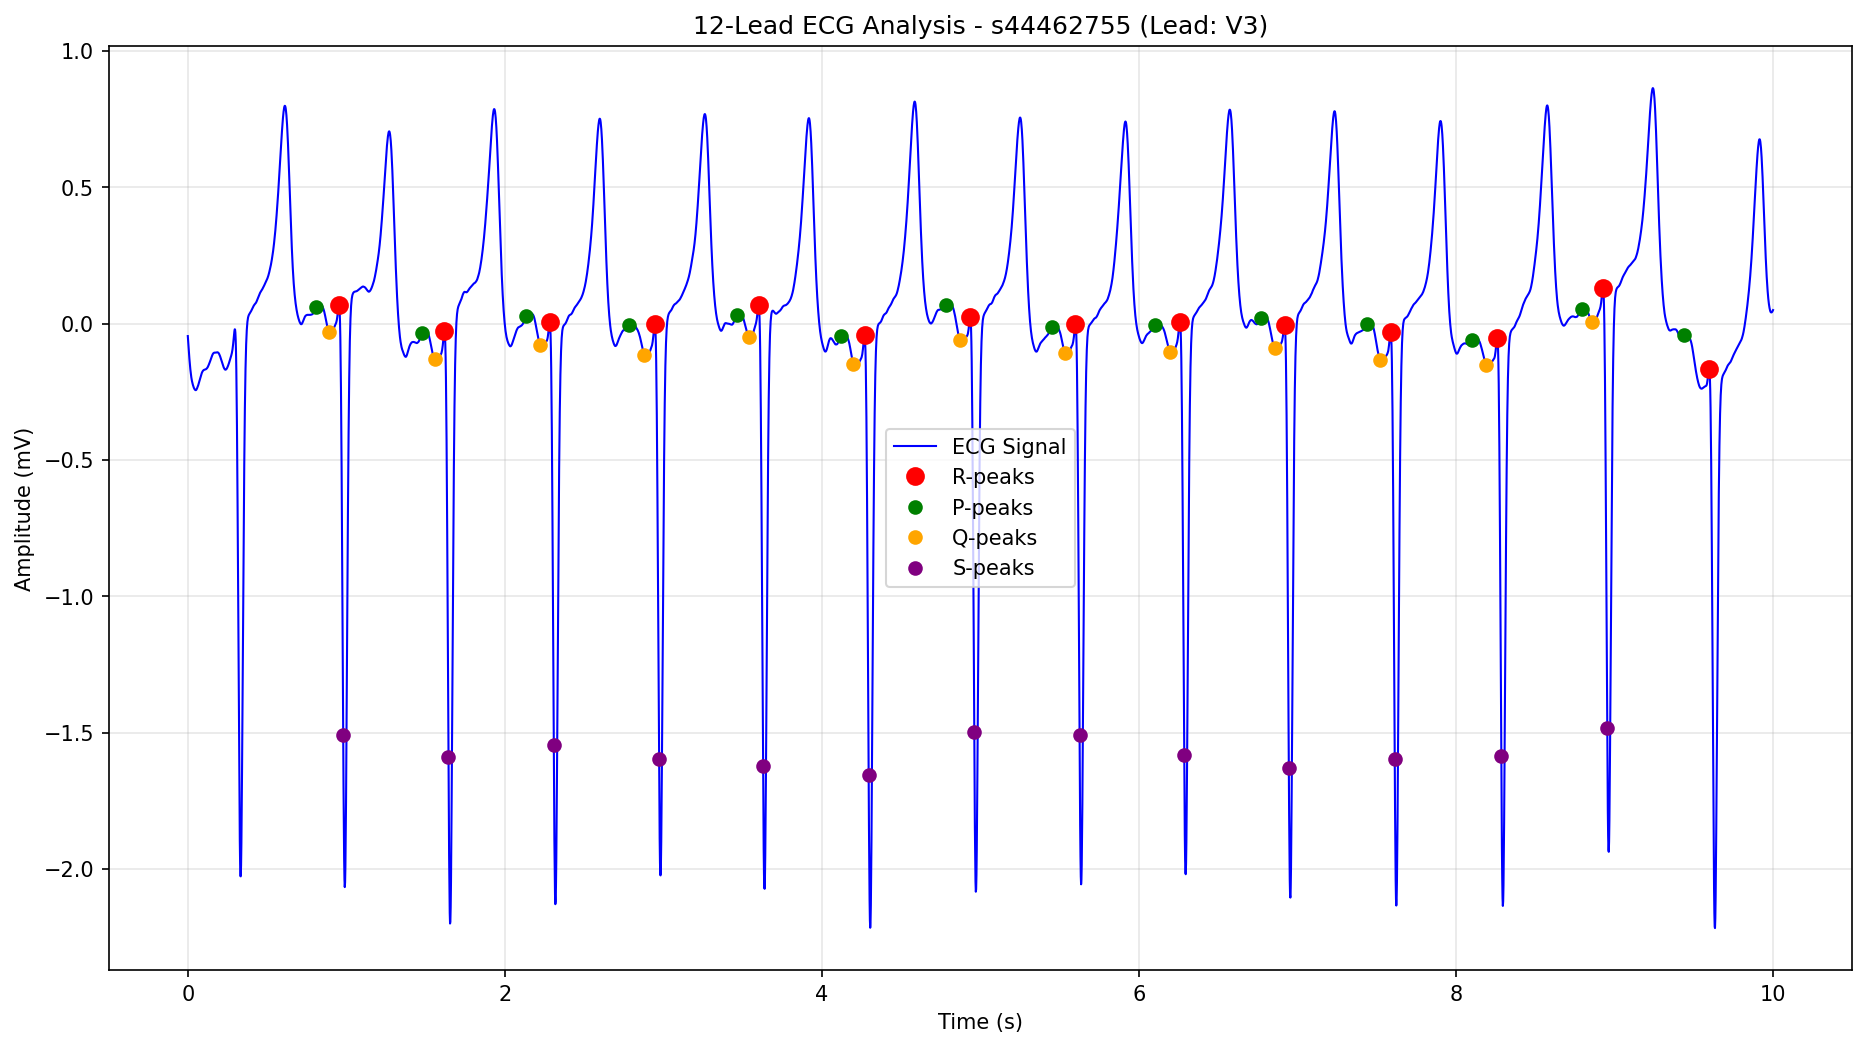 12-Lead ECG Analysis - s44462755 (Lead: V3)
1.0
0.5
0.0
−0.5
−1.0
−1.5
−2.0
Amplitude (mV)
ECG Signal
R-peaks
P-peaks
Q-peaks
S-peaks
0
2
4
6
8
10
Time (s)